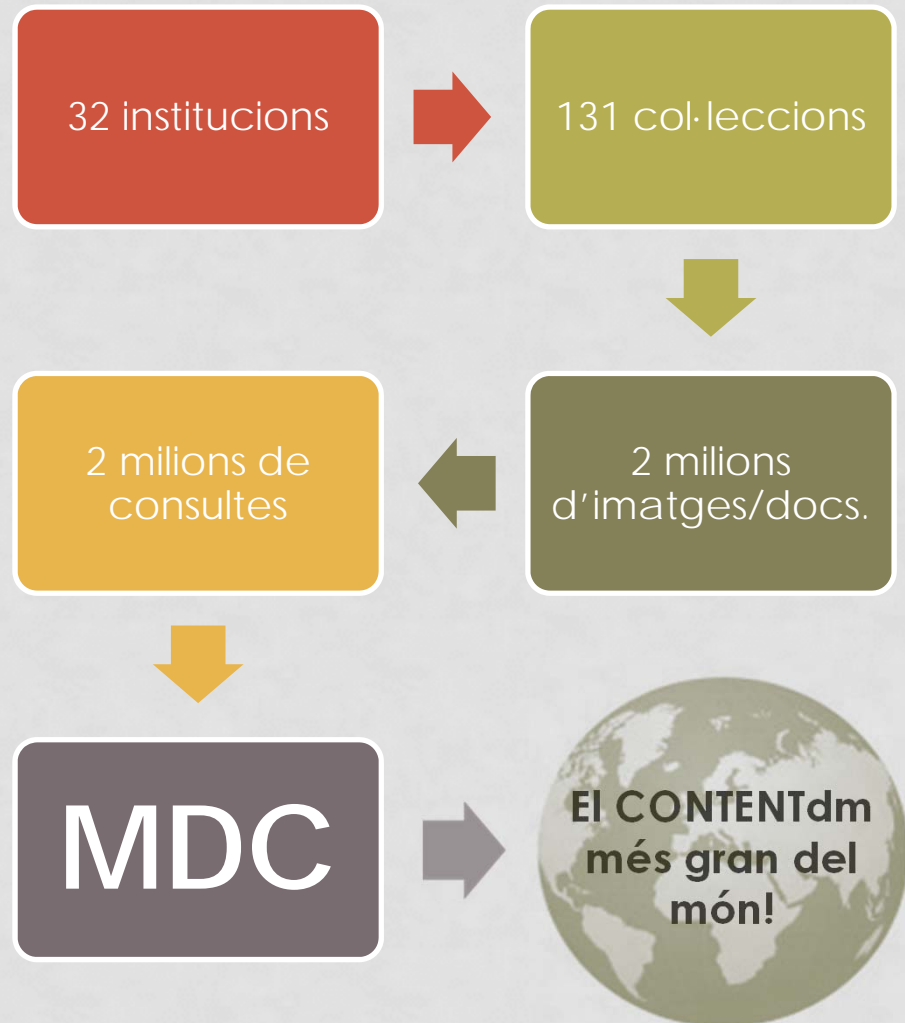 32 institucions
131 col·leccions
2 milions
d’imatges/docs.
2 milions de
consultes
MDC
El CONTENTdm
més gran del
món!